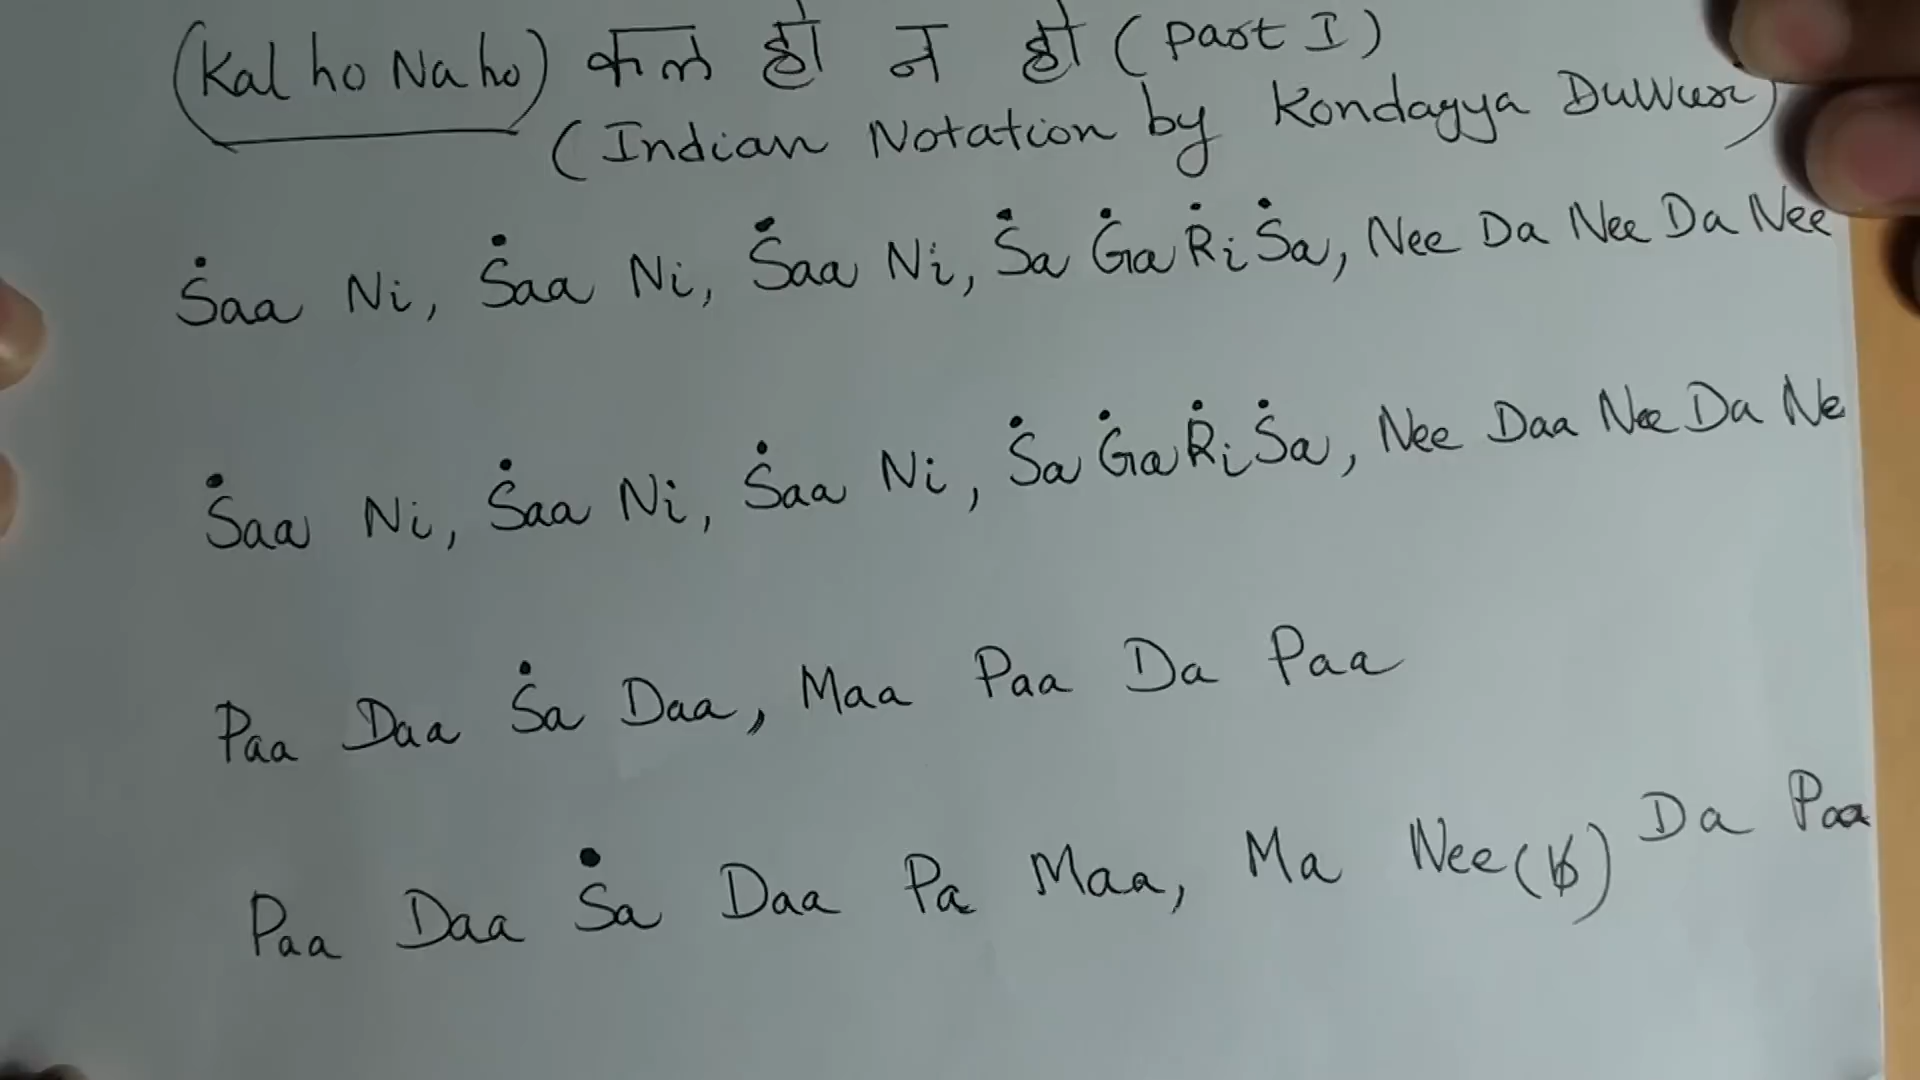 (Kal ho Na ho) कल हो न हो (Part I)
(Indian Notation by Kondagya Duwur)
Ṡaa Ni, Ṡaa Ni, Ṡaa Ni, Ṡa Ġa Ṙi Ṡa, Nee Da Nee Da Nee
Ṡaa Ni, Ṡaa Ni, Ṡaa Ni, Ṡa Ġa Ṙi Ṡa, Nee Daa Nee Da Ne
Paa Daa Ṡa Daa, Maa Paa Da Paa
Paa Daa Ṡa Daa Pa Maa, Ma Nee(b) Da Paa